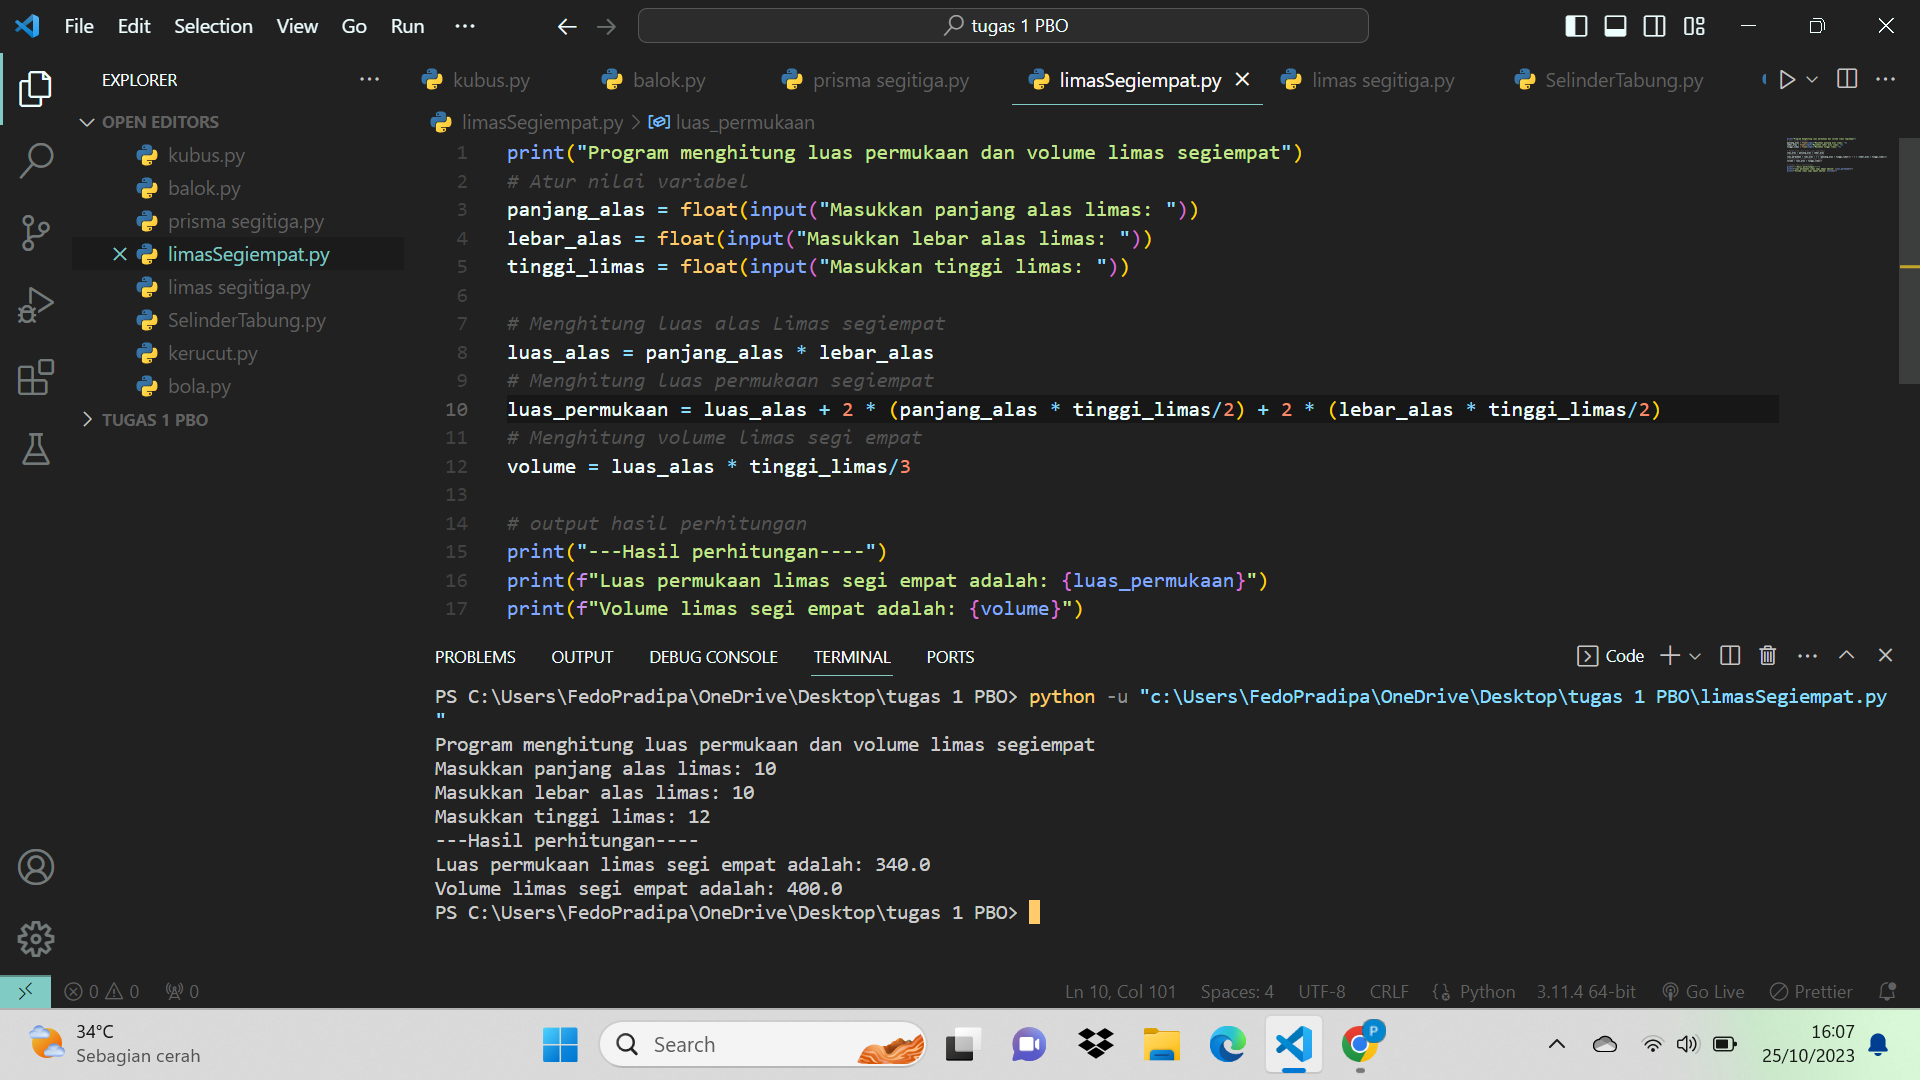 File Edit Selection View Go Run ···
tugas 1 PBO
EXPLORER ···
OPEN EDITORS
kubus.py
balok.py
prisma segitiga.py
limasSegiempat.py
limas segitiga.py
SelinderTabung.py
kerucut.py
bola.py
TUGAS 1 PBO
kubus.py balok.py prisma segitiga.py limasSegiempat.py limas segitiga.py SelinderTabung.py
limasSegiempat.py > luas_permukaan
1 print("Program menghitung luas permukaan dan volume limas segiempat")
2 # Atur nilai variabel
3 panjang_alas = float(input("Masukkan panjang alas limas: "))
4 lebar_alas = float(input("Masukkan lebar alas limas: "))
5 tinggi_limas = float(input("Masukkan tinggi limas: "))
6
7 # Menghitung luas alas Limas segiempat
8 luas_alas = panjang_alas * lebar_alas
9 # Menghitung luas permukaan segiempat
10 luas_permukaan = luas_alas + 2 * (panjang_alas * tinggi_limas/2) + 2 * (lebar_alas * tinggi_limas/2)
11 # Menghitung volume limas segi empat
12 volume = luas_alas * tinggi_limas/3
13
14 # output hasil perhitungan
15 print("---Hasil perhitungan----")
16 print(f"Luas permukaan limas segi empat adalah: {luas_permukaan}")
17 print(f"Volume limas segi empat adalah: {volume}")
PROBLEMS OUTPUT DEBUG CONSOLE TERMINAL PORTS
Code
PS C:\Users\FedoPradipa\OneDrive\Desktop\tugas 1 PBO> python -u "c:\Users\FedoPradipa\OneDrive\Desktop\tugas 1 PBO\limasSegiempat.py
"
Program menghitung luas permukaan dan volume limas segiempat
Masukkan panjang alas limas: 10
Masukkan lebar alas limas: 10
Masukkan tinggi limas: 12
---Hasil perhitungan----
Luas permukaan limas segi empat adalah: 340.0
Volume limas segi empat adalah: 400.0
PS C:\Users\FedoPradipa\OneDrive\Desktop\tugas 1 PBO>
0 0 0
Ln 10, Col 101 Spaces: 4 UTF-8 CRLF Python 3.11.4 64-bit Go Live Prettier
34°C
Sebagian cerah
Search
P
16:07
25/10/2023